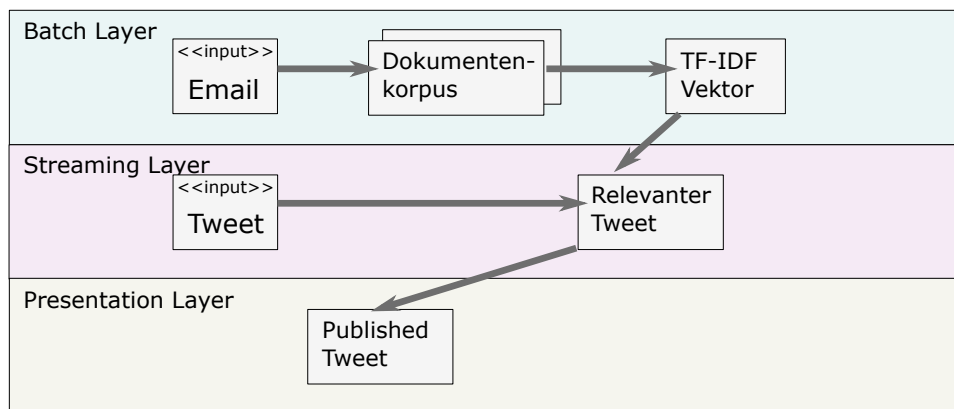 Batch Layer
<<input>>
Email
Dokumenten-
korpus
TF-IDF
Vektor
Streaming Layer
<<input>>
Tweet
Relevanter
Tweet
Presentation Layer
Published
Tweet